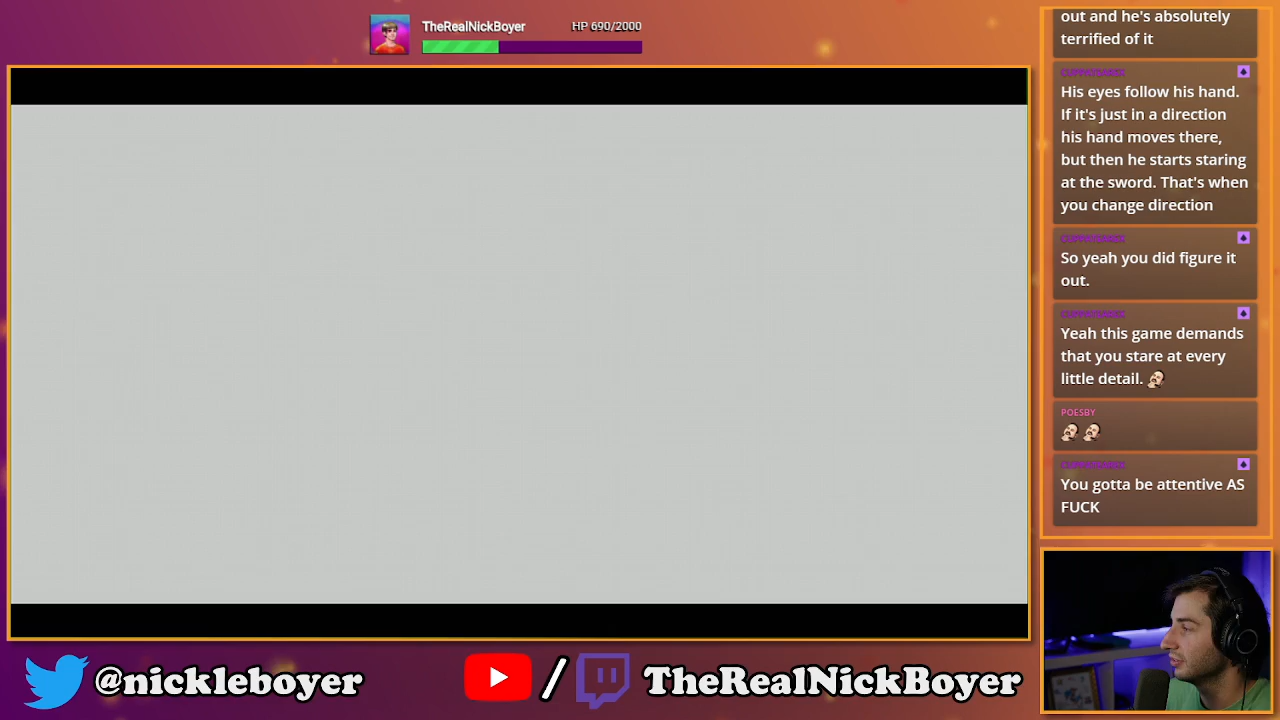 TheRealNickBoyer
HP 690/2000
out and he's absolutely
terrified of it
His eyes follow his hand.
If it's just in a direction
his hand moves there,
but then he starts staring
at the sword. That's when
you change direction
So yeah you did figure it
out.
Yeah this game demands
that you stare at every
little detail.
POESBY
You gotta be attentive AS
FUCK
@nickleboyer
/
TheRealNickBoyer